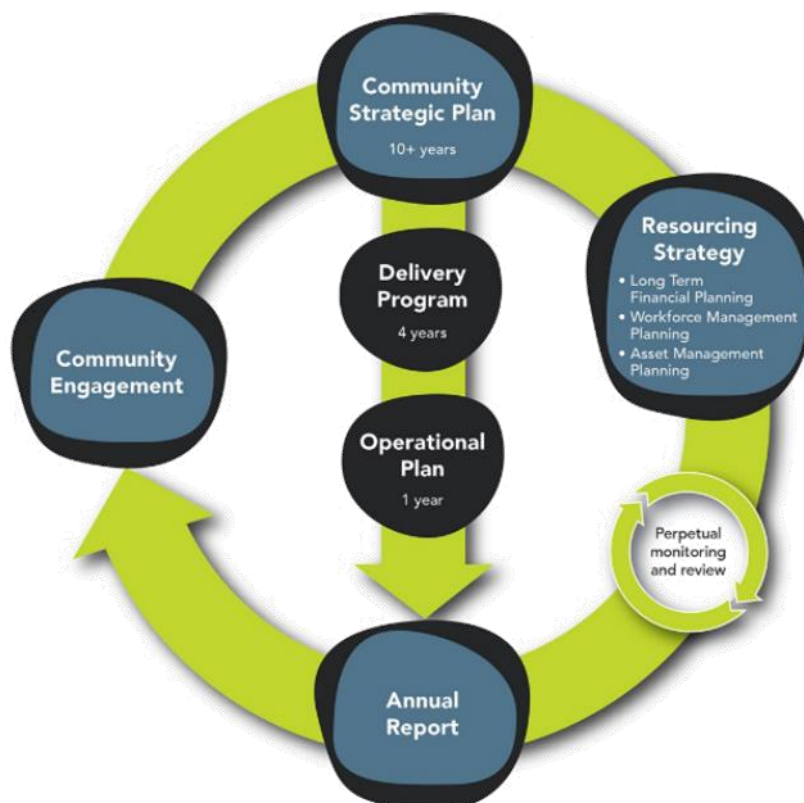 Community
Strategic Plan
10+ years
Resourcing
Strategy
• Long Term
Financial Planning
• Workforce Management
Planning
• Asset Management
Planning
Delivery
Program
4 years
Community
Engagement
Operational
Plan
1 year
Perpetual
monitoring
and review
Annual
Report